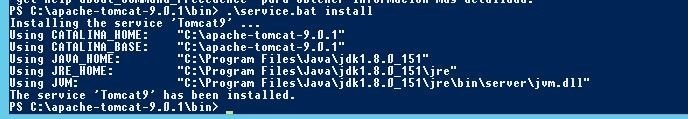 get help about_Command_Precedence" para obtener información más detallada.
PS C:\apache-tomcat-9.0.1\bin> .\service.bat install
Installing the service 'Tomcat9' ...
Using CATALINA_HOME:    "C:\apache-tomcat-9.0.1"
Using CATALINA_BASE:    "C:\apache-tomcat-9.0.1"
Using JAVA_HOME:        "C:\Program Files\Java\jdk1.8.0_151"
Using JRE_HOME:         "C:\Program Files\Java\jdk1.8.0_151\jre"
Using JVM:              "C:\Program Files\Java\jdk1.8.0_151\jre\bin\server\jvm.dll"
The service 'Tomcat9' has been installed.
PS C:\apache-tomcat-9.0.1\bin> _